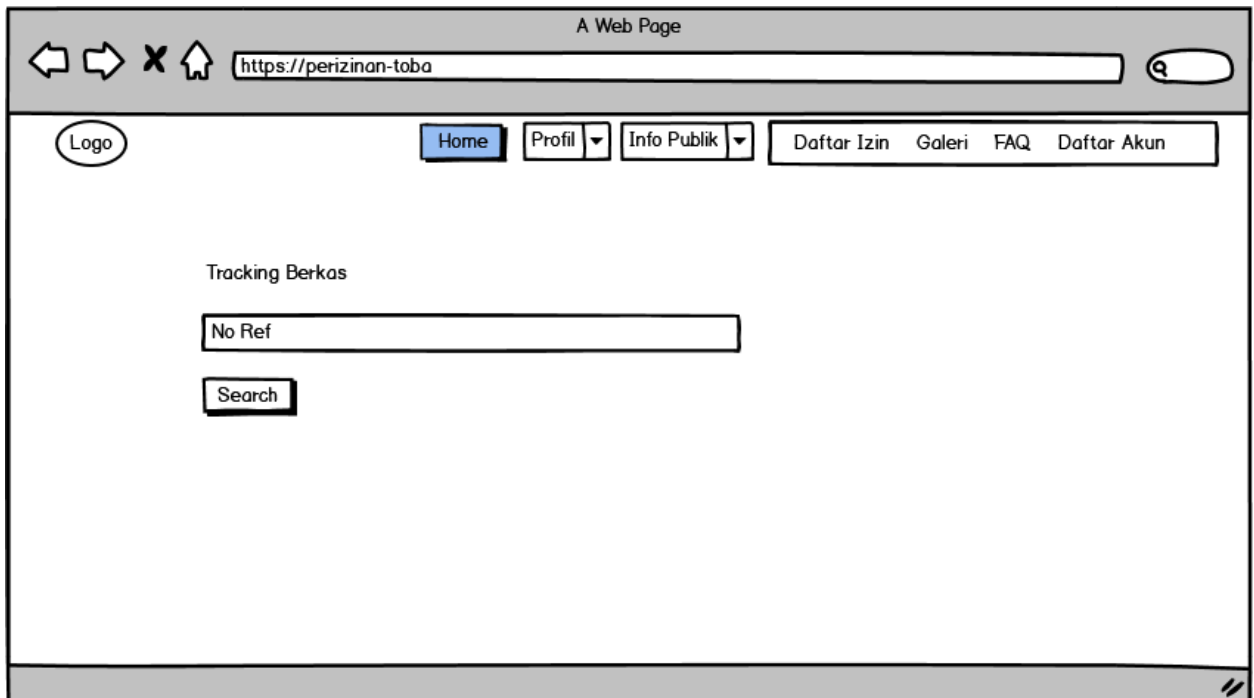 A Web Page
https://perizinan-toba
Logo Home Profil Info Publik Daftar Izin Galeri FAQ Daftar Akun
Tracking Berkas
No Ref
Search